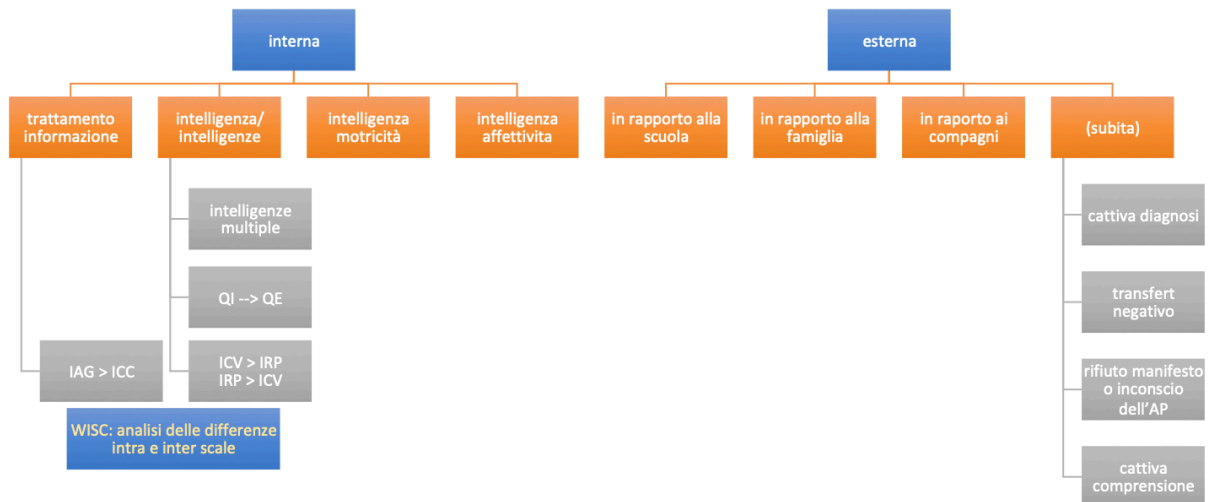 interna
esterna
trattamento
informazione
intelligenza/
intelligenze
intelligenza
motricità
intelligenza
affettivita
in rapporto alla
scuola
in rapporto alla
famiglia
in raporto ai
compagni
(subita)
intelligenze
multiple
QI --> QE
IAG > ICC
ICV > IRP
IRP > ICV
WISC: analisi delle differenze
intra e inter scale
cattiva diagnosi
transfert
negativo
rifiuto manifesto
o inconscio
dell'AP
cattiva
comprensione